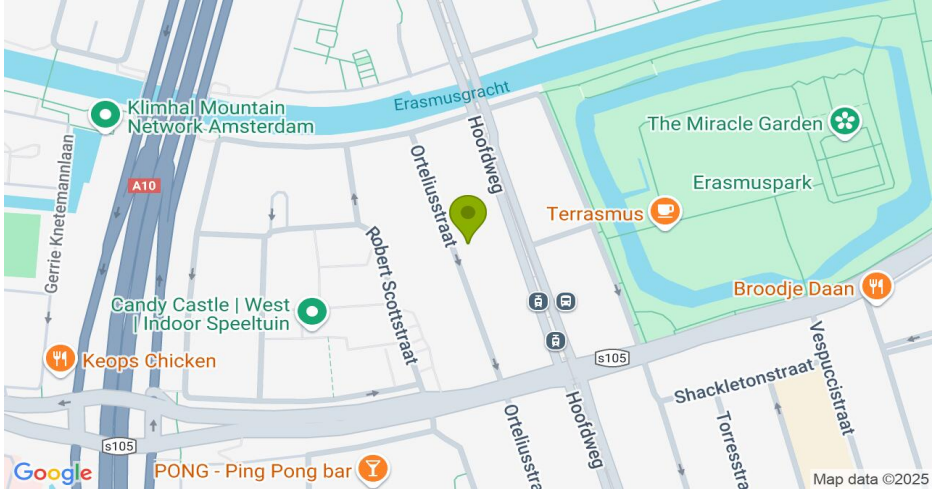 Erasmusgracht
Klimhal Mountain
Network Amsterdam
Hoofdweg
The Miracle Garden
A10
Erasmuspark
Gerrie Knetemannlaan
Orteliusstraat
Terrasmus
Robert Scottstraat
Broodje Daan
Candy Castle | West
| Indoor Speeltuin
Keops Chicken
s105
Shackletonstraat
Vespuccistraat
Hoofdweg
Orteliusstra
Torresstra
s105
PONG - Ping Pong bar
Google
Map data ©2025